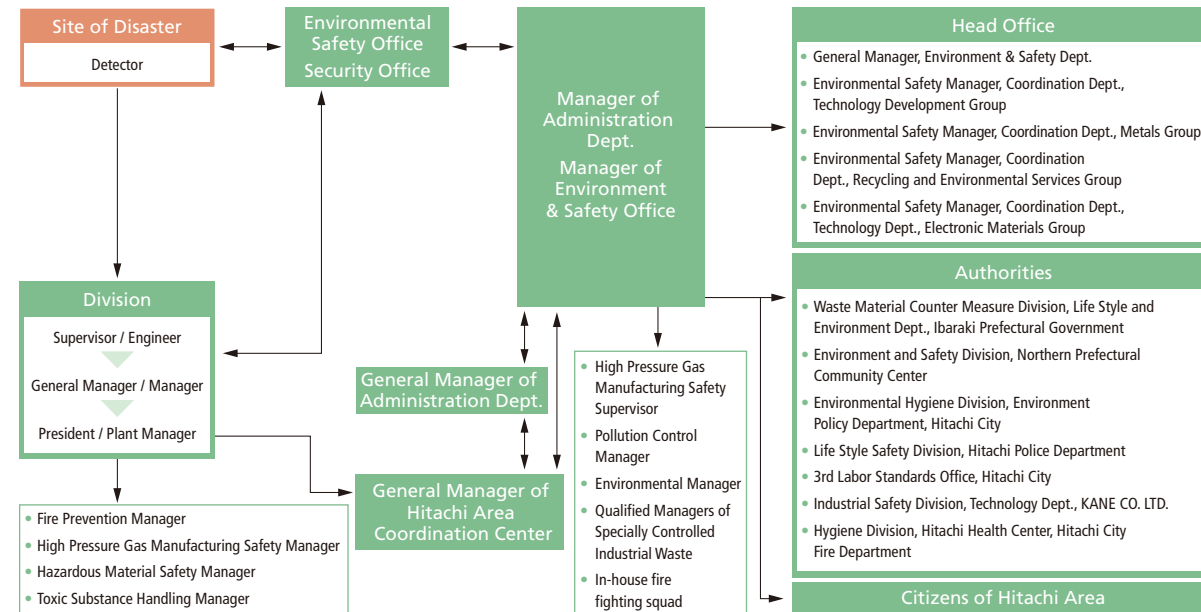 Site of Disaster
Detector
Environmental
Safety Office
Security Office
Manager of
Administration
Dept.
Manager of
Environment
& Safety Office
Head Office
• General Manager, Environment & Safety Dept.
• Environmental Safety Manager, Coordination Dept.,
Technology Development Group
• Environmental Safety Manager, Coordination Dept., Metals Group
• Environmental Safety Manager, Coordination
Dept., Recycling and Environmental Services Group
• Environmental Safety Manager, Coordination Dept.,
Technology Dept., Electronic Materials Group
Division
Supervisor / Engineer
General Manager / Manager
President / Plant Manager
• Fire Prevention Manager
• High Pressure Gas Manufacturing Safety Manager
• Hazardous Material Safety Manager
• Toxic Substance Handling Manager
General Manager of
Administration Dept.
General Manager of
Hitachi Area
Coordination Center
• High Pressure Gas
Manufacturing Safety
Supervisor
• Pollution Control
Manager
• Environmental Manager
• Qualified Managers of
Specially Controlled
Industrial Waste
• In-house fire
fighting squad
Authorities
• Waste Material Counter Measure Division, Life Style and
Environment Dept., Ibaraki Prefectural Government
• Environment and Safety Division, Northern Prefectural
Community Center
• Environmental Hygiene Division, Environment
Policy Department, Hitachi City
• Life Style Safety Division, Hitachi Police Department
• 3rd Labor Standards Office, Hitachi City
• Industrial Safety Division, Technology Dept., KANE CO. LTD.
• Hygiene Division, Hitachi Health Center, Hitachi City
Fire Department
Citizens of Hitachi Area